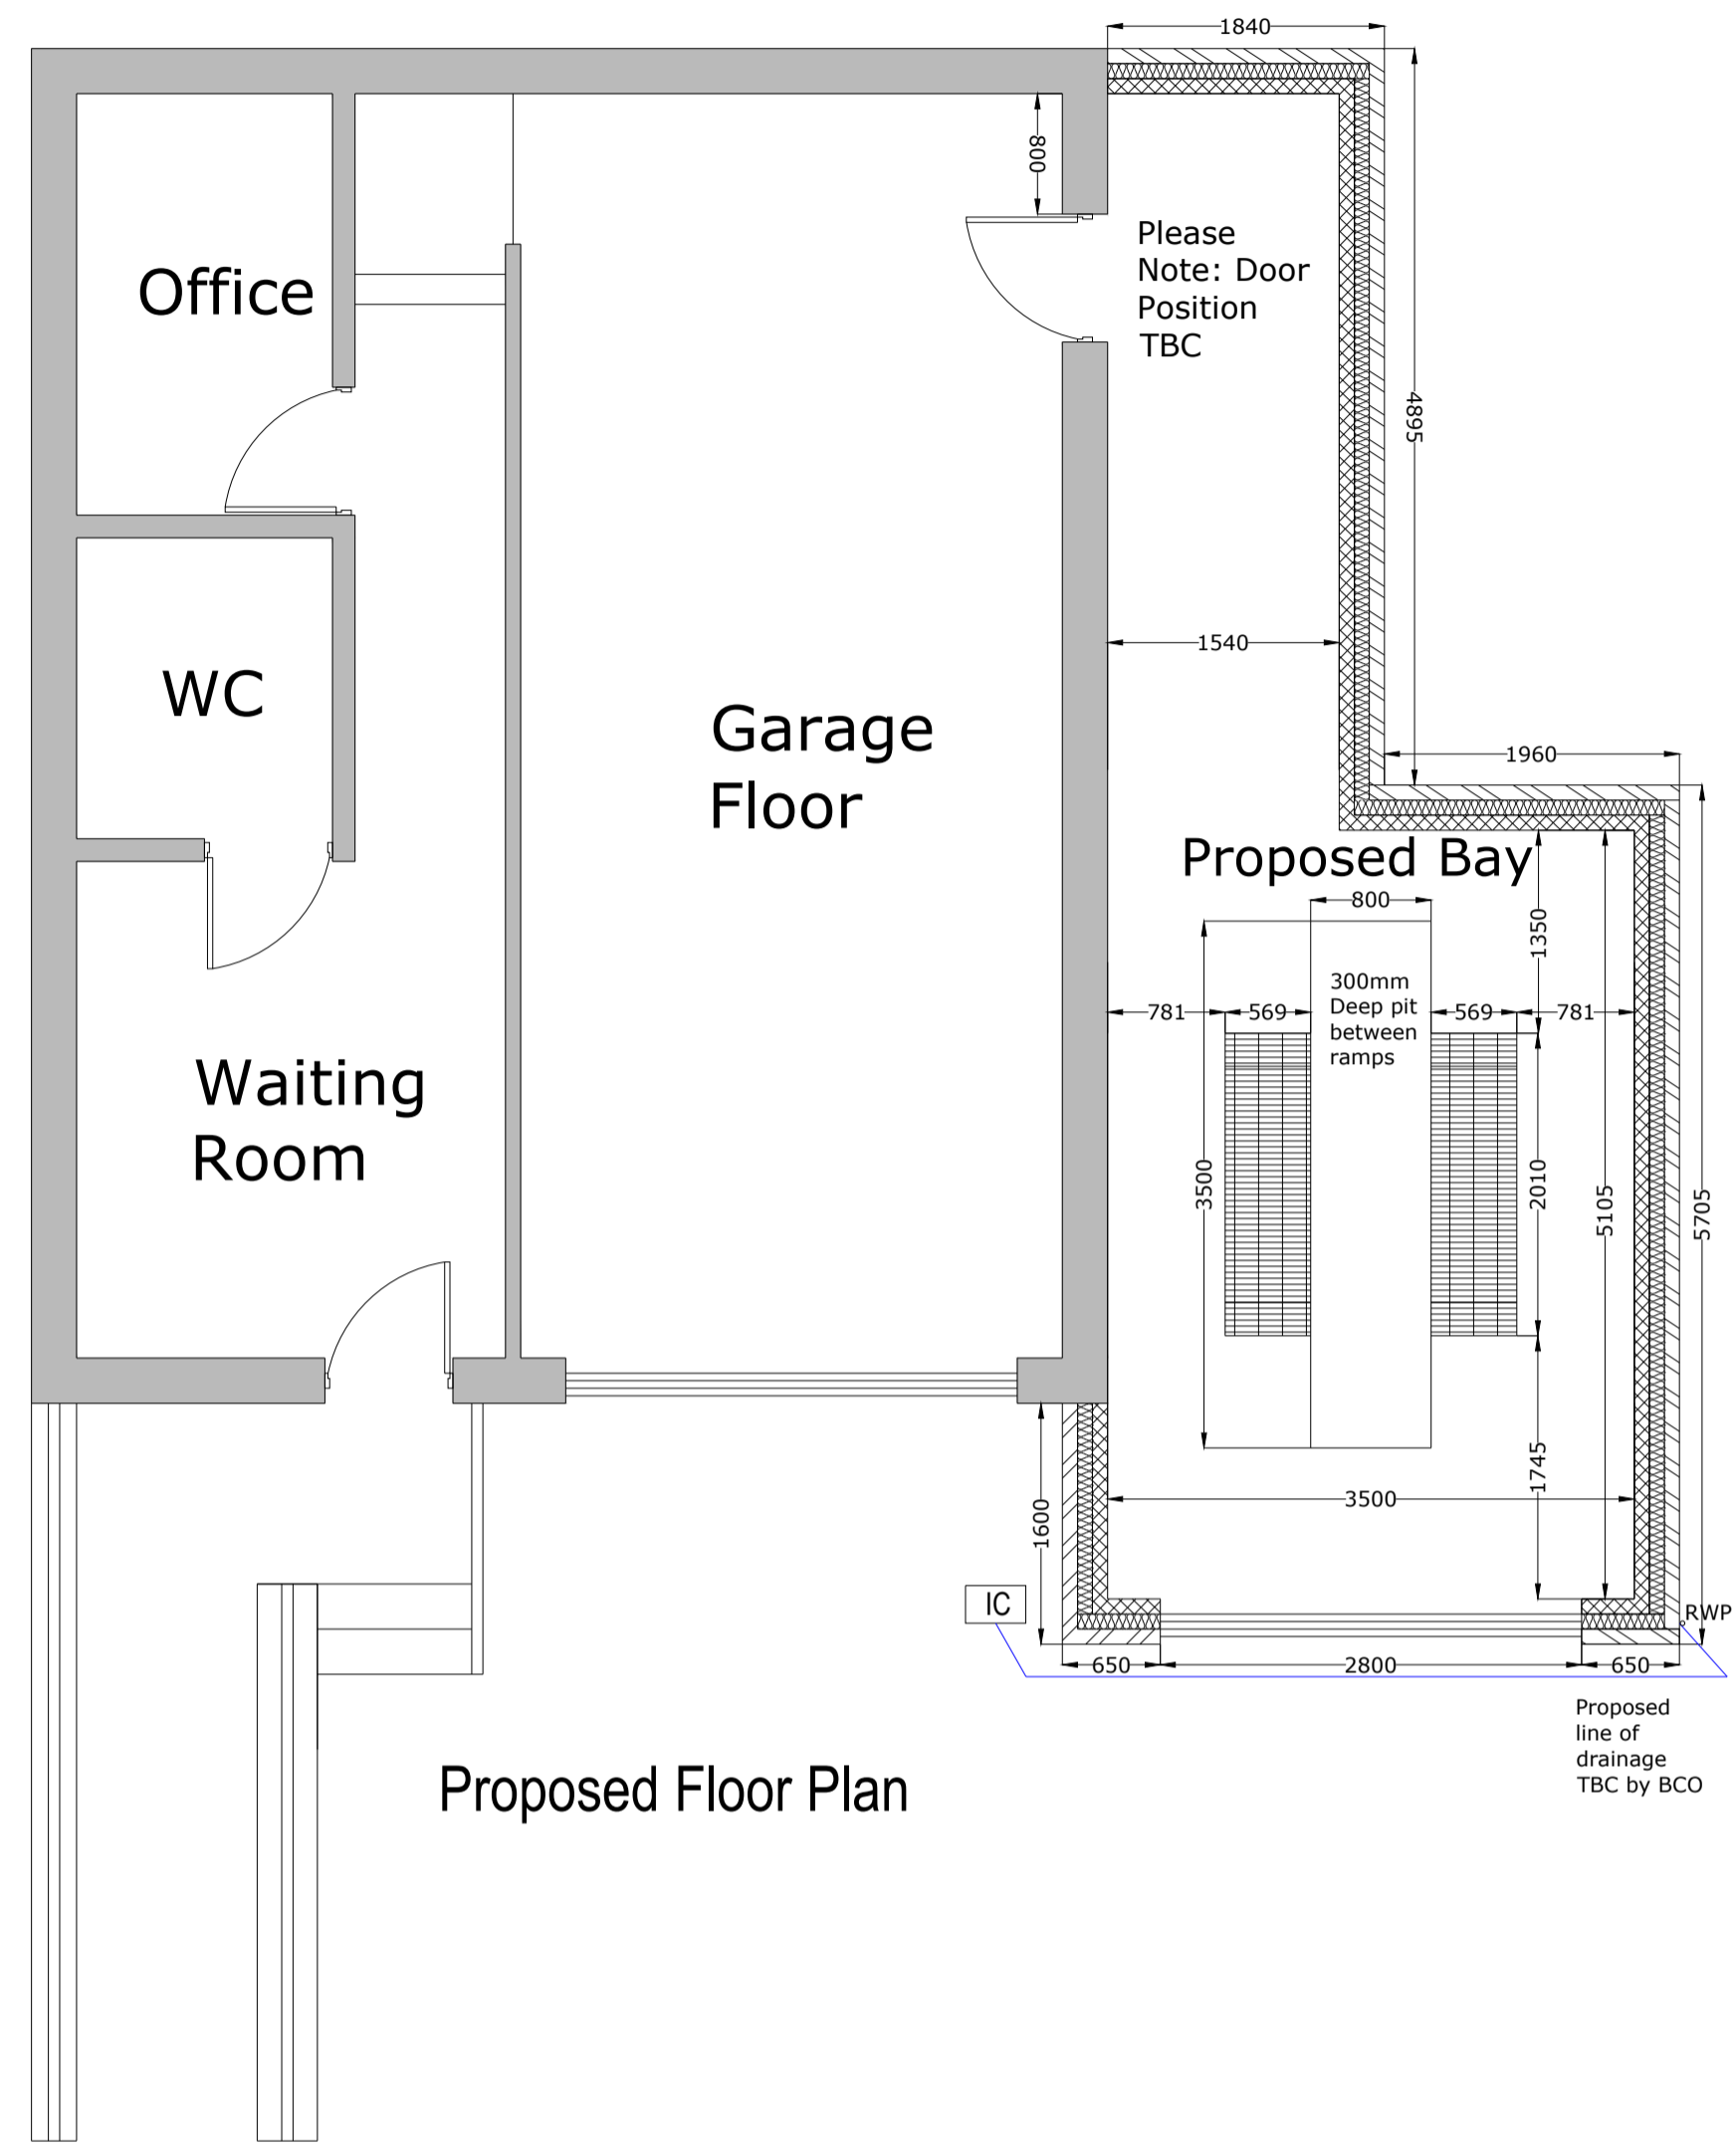 1840
800
Please
Note: Door
Position
TBC
Office
4895
1540
WC
Garage
Floor
1960
Proposed Bay
800
1350
300mm
Deep pit
between
ramps
781
569
569
781
Waiting
Room
3500
2010
5105
5705
1745
3500
1600
IC
RWP
650
2800
650
Proposed
line of
drainage
TBC by BCO
Proposed Floor Plan